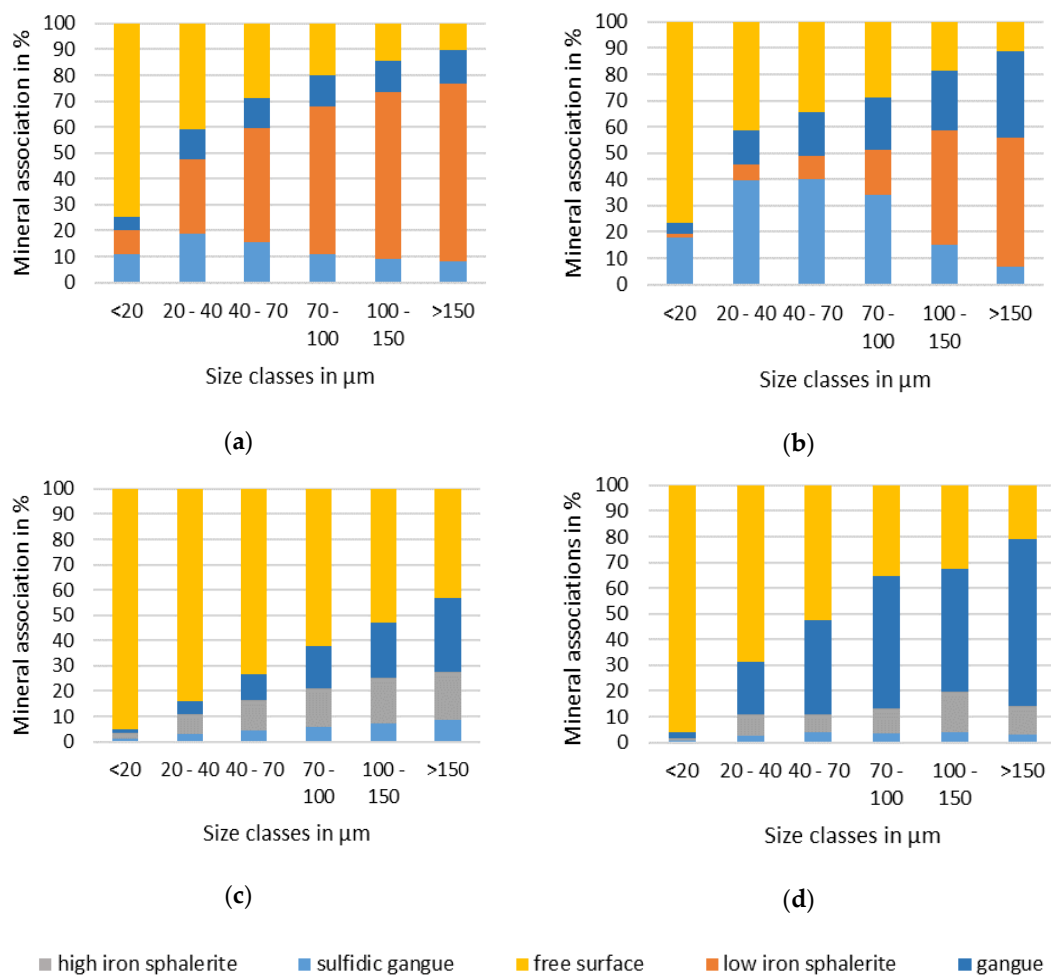 100
90
80
70
60
50
40
30
20
10
0
Mineral association in %
<20 20 - 40 40 - 70 70 - 100 - >150
100 150
Size classes in µm
(a)
100
90
80
70
60
50
40
30
20
10
0
Mineral association in %
<20 20 - 40 40 - 70 70 - 100 - >150
100 150
Size classes in µm
(b)
100
90
80
70
60
50
40
30
20
10
0
Mineral association in %
<20 20 - 40 40 - 70 70 - 100 - >150
100 150
Size classes in µm
(c)
100
90
80
70
60
50
40
30
20
10
0
Mineral associations in %
<20 20 - 40 40 - 70 70 - 100 - >150
100 150
Size classes in µm
(d)
high iron sphalerite sulfidic gangue free surface low iron sphalerite gangue